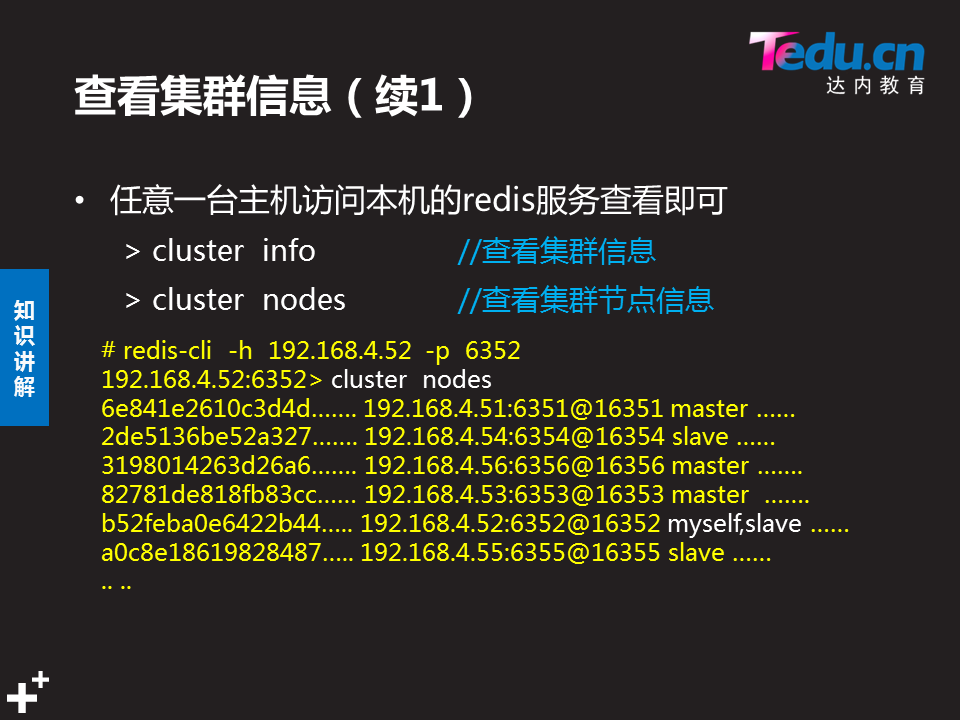 Tedu.cn
达内教育
查看集群信息（续1）
• 任意一台主机访问本机的redis服务查看即可
> cluster info //查看集群信息
> cluster nodes //查看集群节点信息
知识讲解
# redis-cli -h 192.168.4.52 -p 6352
192.168.4.52:6352> cluster nodes
6e841e2610c3d4d....... 192.168.4.51:6351@16351 master ......
2de5136be52a327....... 192.168.4.54:6354@16354 slave ......
3198014263d26a6....... 192.168.4.56:6356@16356 master .......
82781de818fb83cc...... 192.168.4.53:6353@16353 master .......
b52feba0e6422b44..... 192.168.4.52:6352@16352 myself,slave ......
a0c8e18619828487..... 192.168.4.55:6355@16355 slave ......
.. ..